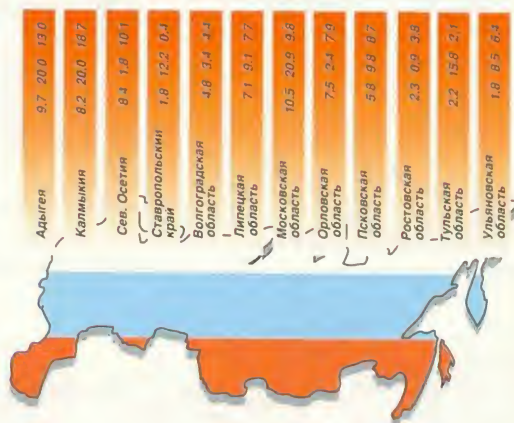 Адыгея 9.7 20.0 13.0
Калмыкия 8.2 20.0 18.7
Сев. Осетия 8.4 1.8 10.1
Ставропольский
край 1.8 12.2 0.4
Волгоградская
область 4.8 3.4 4.4
Липецкая
область 7.1 9.1 7.7
Московская
область 10.5 20.9 9.8
Орловская
область 7.5 2.4 7.9
Псковская
область 5.8 9.8 8.7
Ростовская
область 2.3 0.9 3.8
Тульская
область 2.2 15.8 2.1
Ульяновская
область 1.8 8.5 6.4